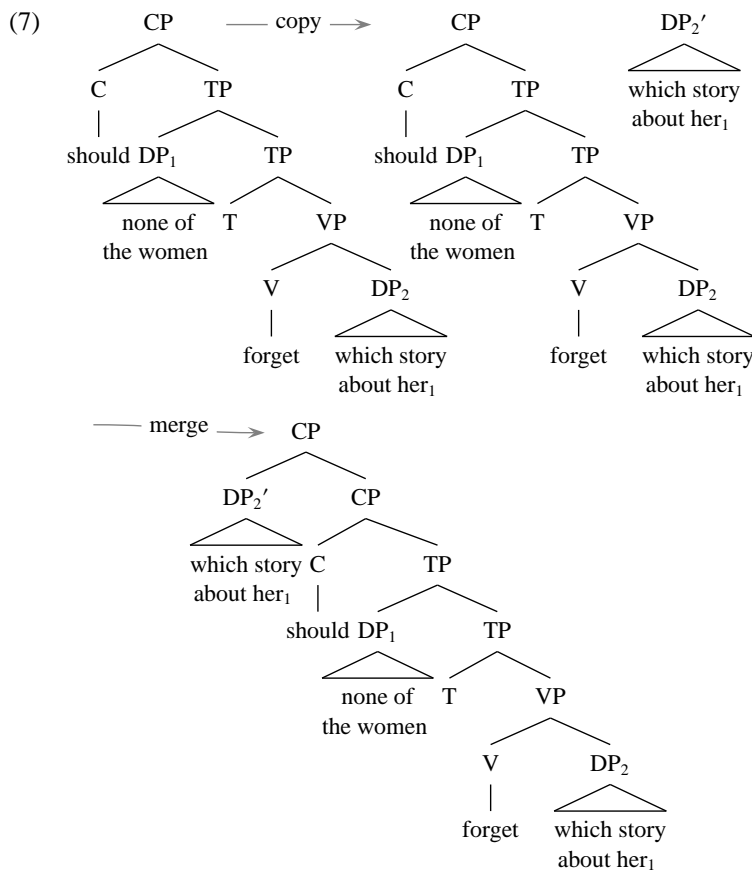 (7) CP copy CP DP₂′
C TP C TP which story
about her₁
should DP₁ TP should DP₁ TP
none of T VP none of T VP
the women the women
V DP₂ V DP₂
forget which story forget which story
about her₁ about her₁
merge CP
DP₂′ CP
which story C TP
about her₁
should DP₁ TP
none of T VP
the women
V DP₂
forget which story
about her₁